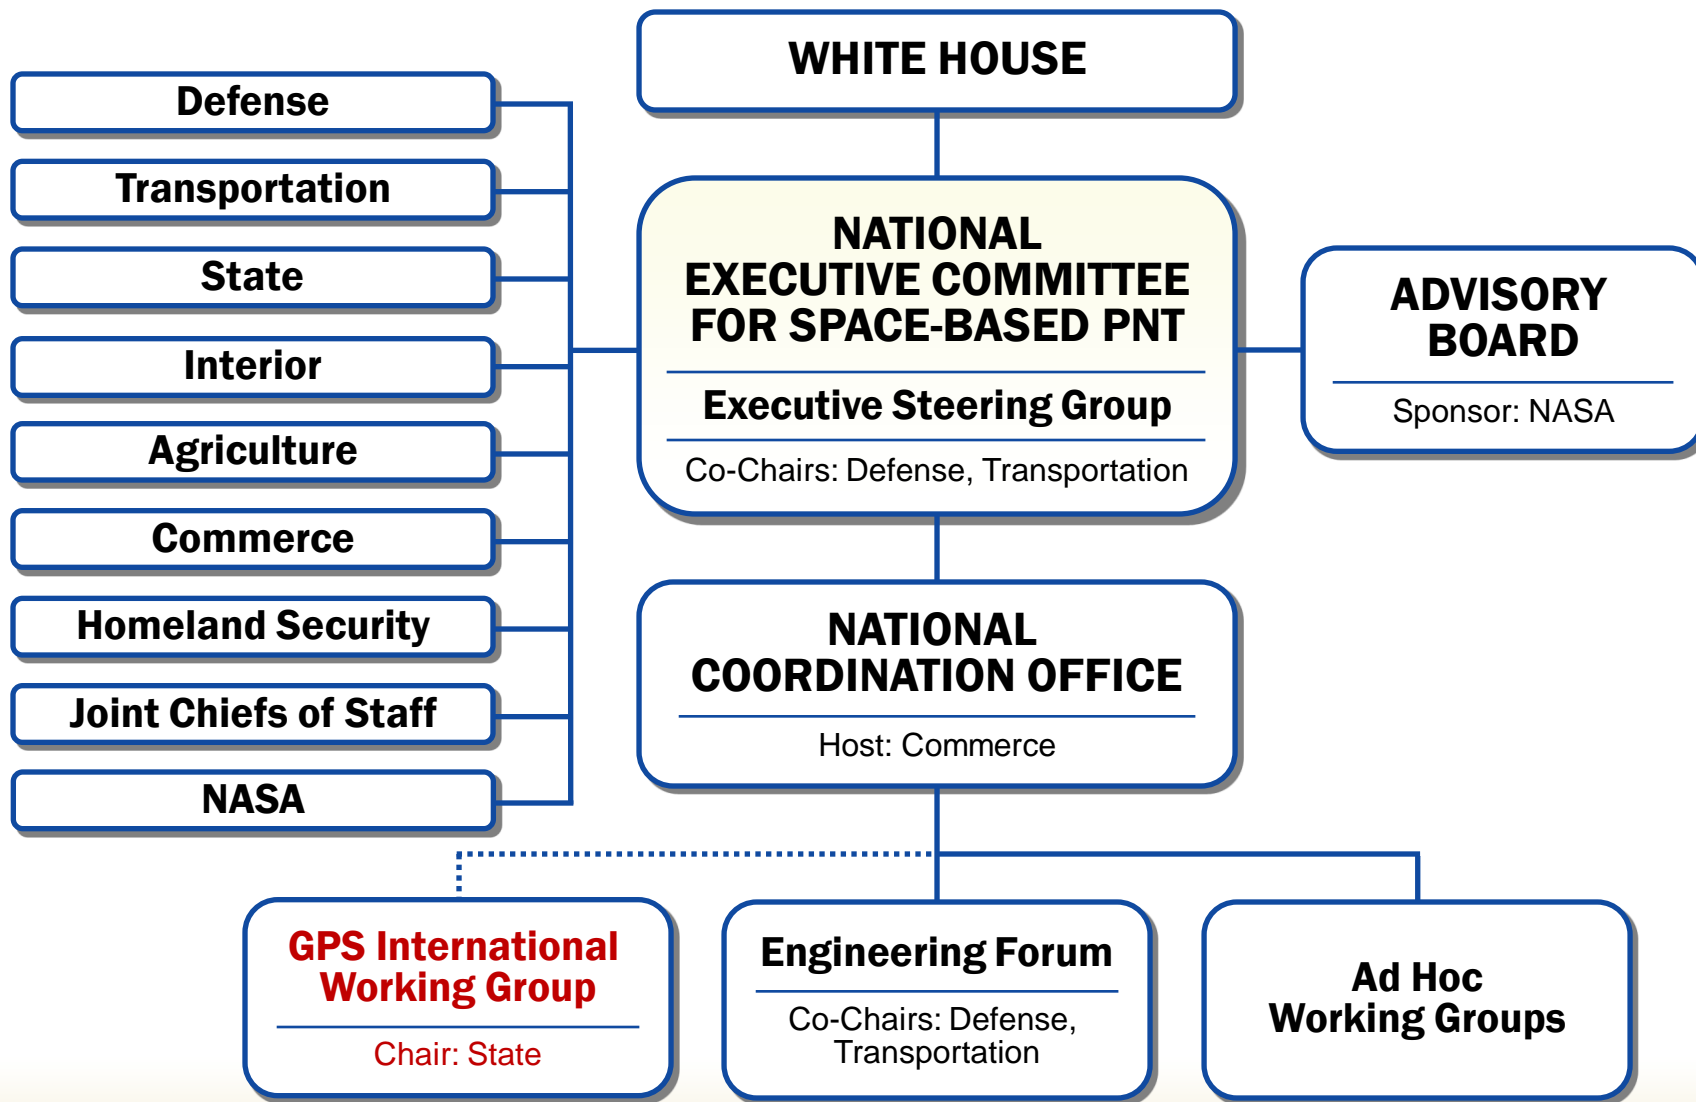 WHITE HOUSE
Defense
Transportation
State
Interior
Agriculture
Commerce
Homeland Security
Joint Chiefs of Staff
NASA
NATIONAL
EXECUTIVE COMMITTEE
FOR SPACE-BASED PNT
Executive Steering Group
Co-Chairs: Defense, Transportation
ADVISORY
BOARD
Sponsor: NASA
NATIONAL
COORDINATION OFFICE
Host: Commerce
GPS International
Working Group
Chair: State
Engineering Forum
Co-Chairs: Defense,
Transportation
Ad Hoc
Working Groups